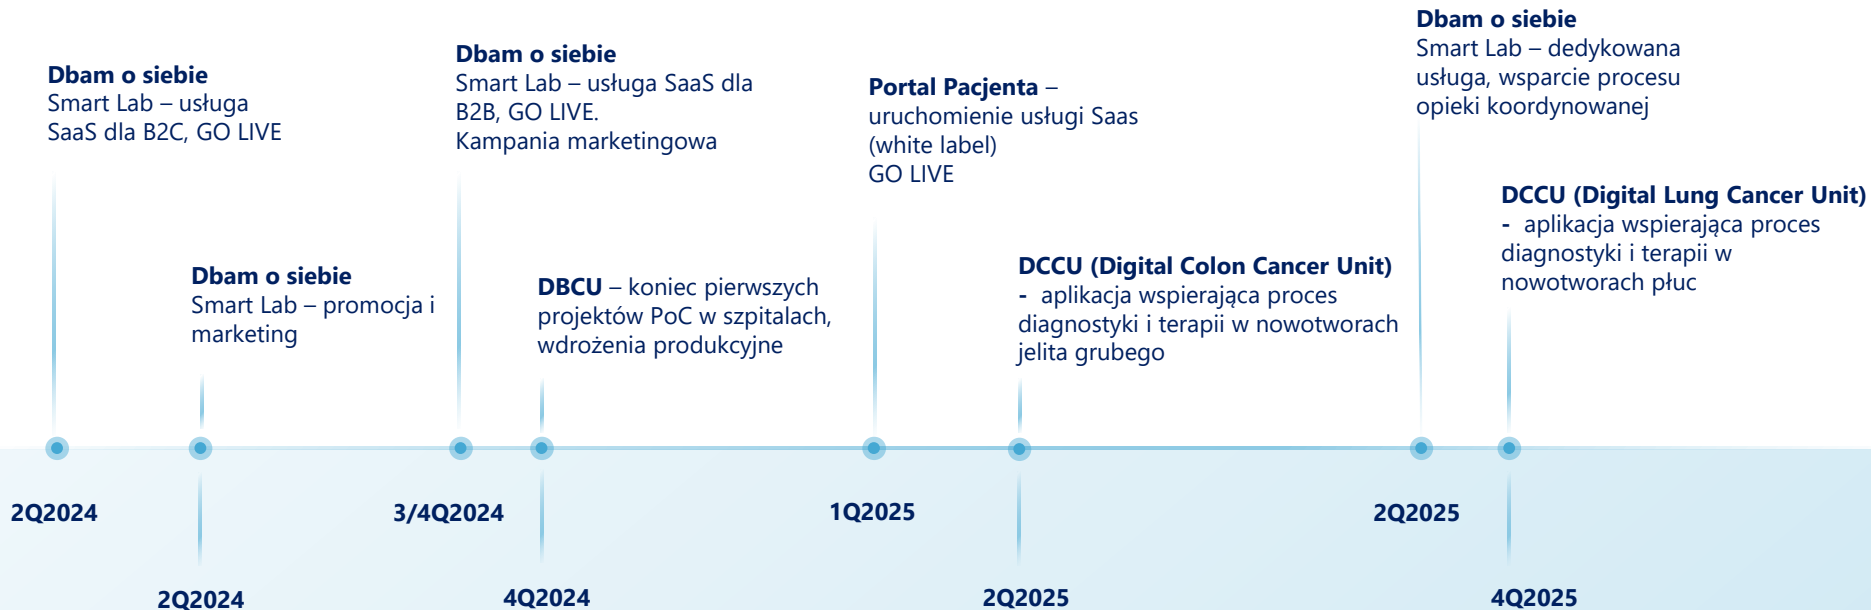 Dbam o siebie
Smart Lab – usługa
SaaS dla B2C, GO LIVE
Dbam o siebie
Smart Lab – promocja i
marketing
Dbam o siebie
Smart Lab – usługa SaaS dla
B2B, GO LIVE.
Kampania marketingowa
DBCU – koniec pierwszych
projektów PoC w szpitalach,
wdrożenia produkcyjne
Portal Pacjenta –
uruchomienie usługi Saas
(white label)
GO LIVE
DCCU (Digital Colon Cancer Unit)
- aplikacja wspierająca proces
diagnostyki i terapii w nowotworach
jelita grubego
Dbam o siebie
Smart Lab – dedykowana
usługa, wsparcie procesu
opieki koordynowanej
DCCU (Digital Lung Cancer Unit)
- aplikacja wspierająca proces
diagnostyki i terapii w
nowotworach płuc
2Q2024
2Q2024
3/4Q2024
4Q2024
1Q2025
2Q2025
2Q2025
4Q2025